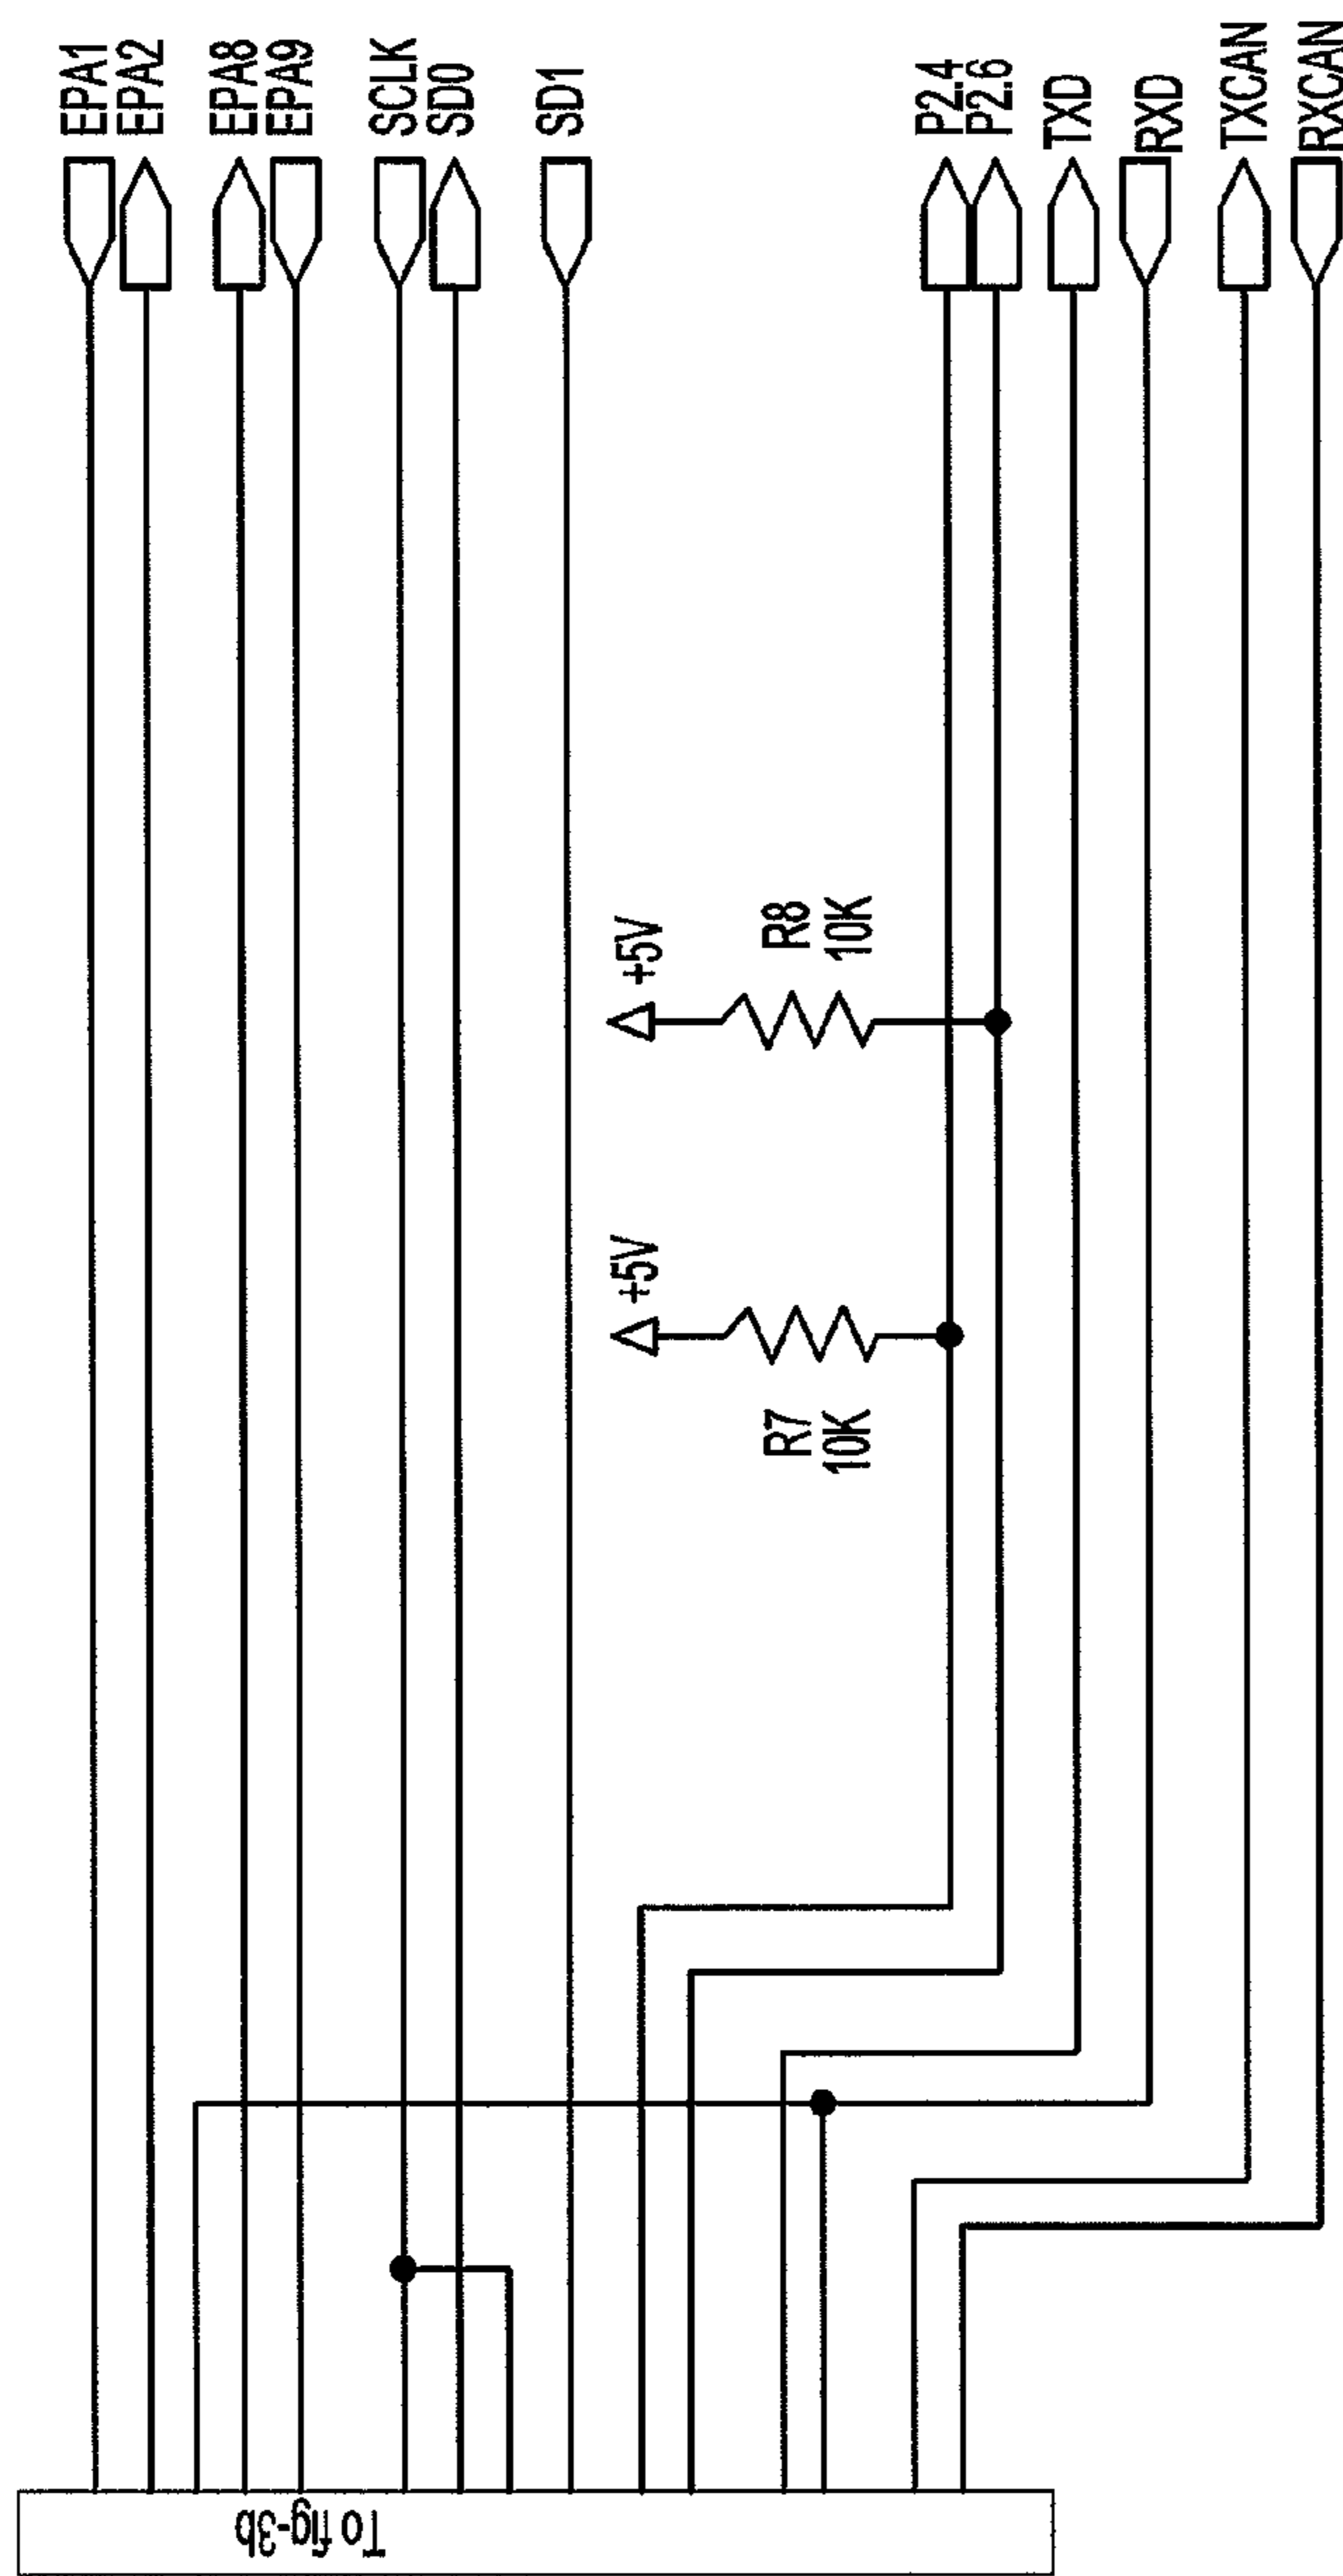 EPA1
EPA2
EPA8
EPA9
SCLK
SD0
SD1
P2.4
P2.6
TXD
RXD
TXCAN
RXCAN
+5V
R8
10K
+5V
R7
10K
To fig-3b